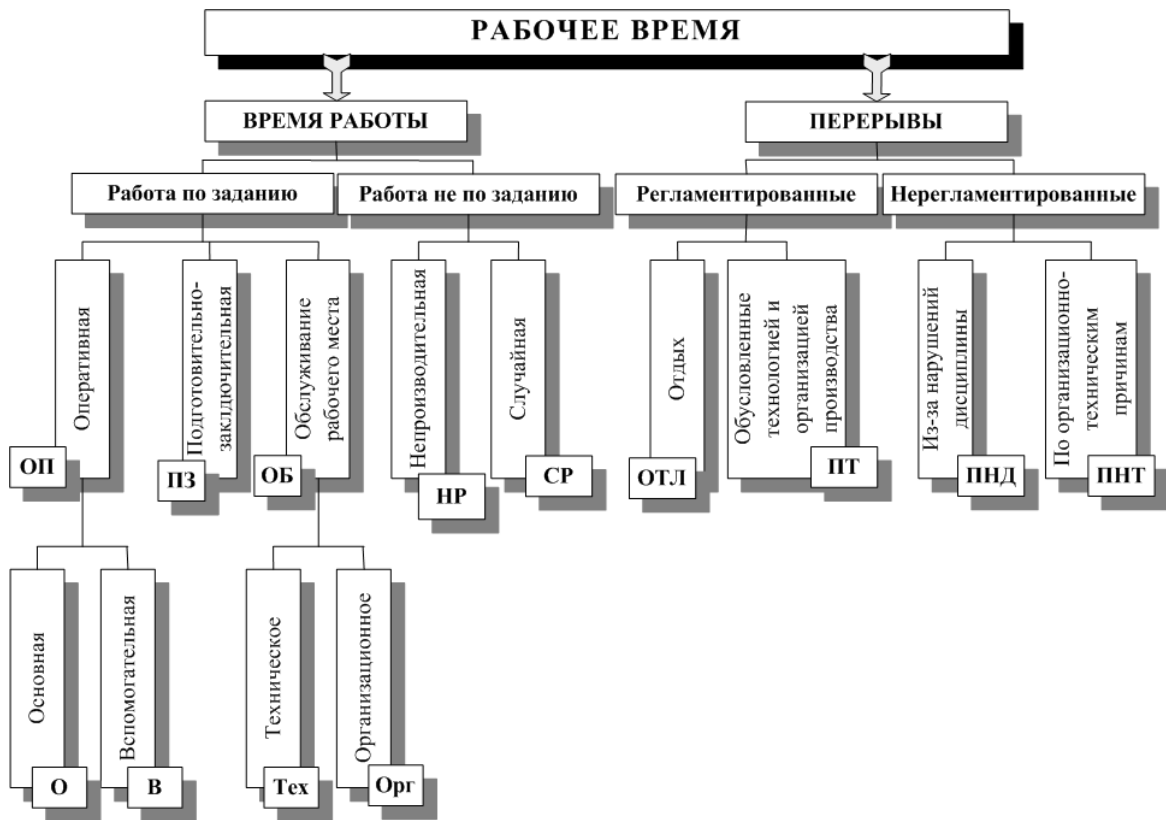 РАБОЧЕЕ ВРЕМЯ
ВРЕМЯ РАБОТЫ
ПЕРЕРЫВЫ
Работа по заданию
Работа не по заданию
Регламентированные
Нерегламентированные
Оперативная
ОП
Подготовительно-
заклдючительная
ПЗ
Обслуживание
рабочего места
ОБ
Непроизводительная
НР
Случайная
СР
Отдых
ОТЛ
Обусловленные
технологией и
организацией
производства
ПТ
Из-за нарушений
дисциплины
ПНД
По организационно-
техническим
причинам
ПНТ
Основная
О
Вспомогательная
В
Техническое
Тех
Организационное
Орг